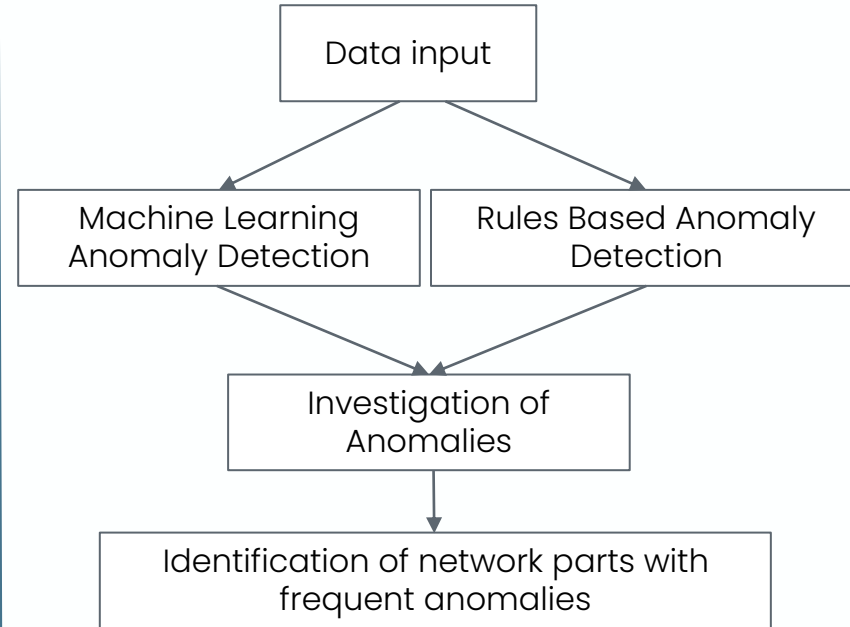 Data input
Machine Learning
Anomaly Detection
Rules Based Anomaly
Detection
Investigation of
Anomalies
Identification of network parts with
frequent anomalies